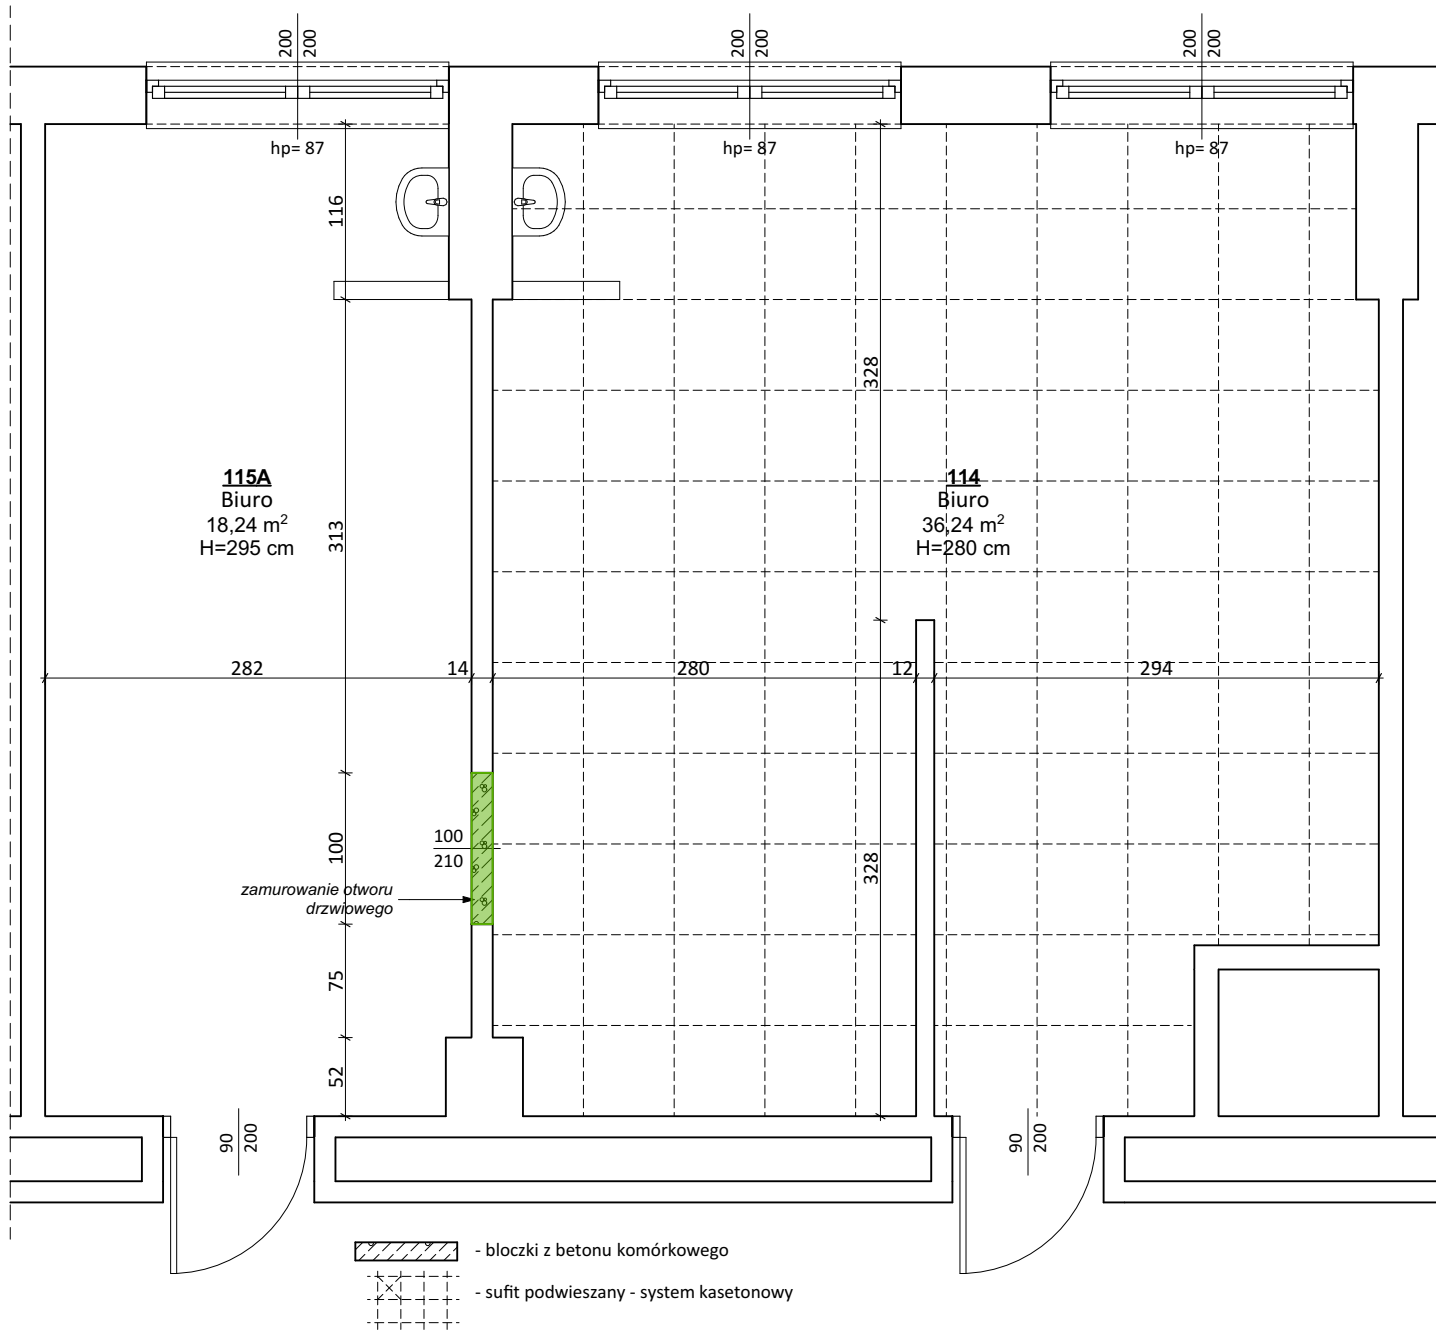 200
200
200
200
200
200
hp= 87
hp= 87
hp= 87
116
328
115A
Biuro
18,24 m²
H=295 cm
313
114
Biuro
36,24 m²
H=280 cm
282
14
280
12
294
100
100
210
328
zamurowanie otworu
drzwiowego
75
52
90
200
90
200
- bloczki z betonu komórkowego
- sufit podwieszany - system kasetonowy